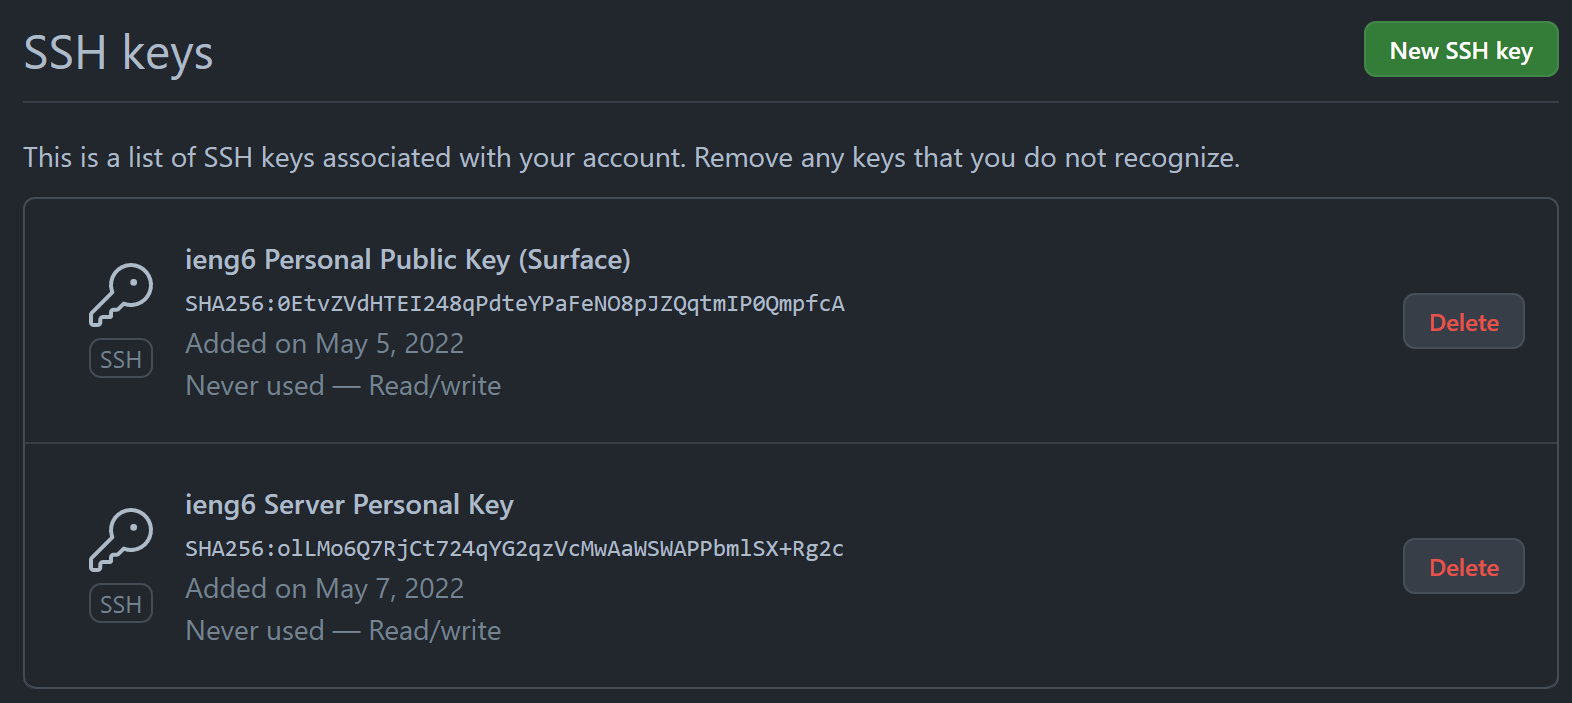 SSH keys
New SSH key
This is a list of SSH keys associated with your account. Remove any keys that you do not recognize.
ieng6 Personal Public Key (Surface)
SHA256:0EtvZVdHTEI248qPdteYPaFeNO8pJZQqtmIP0QmpfcA
SSH
Added on May 5, 2022
Never used — Read/write
Delete
ieng6 Server Personal Key
SHA256:olLMo6Q7RjCt724qYG2qzVcMwAaWSWAPPbmlSX+Rg2c
SSH
Added on May 7, 2022
Never used — Read/write
Delete